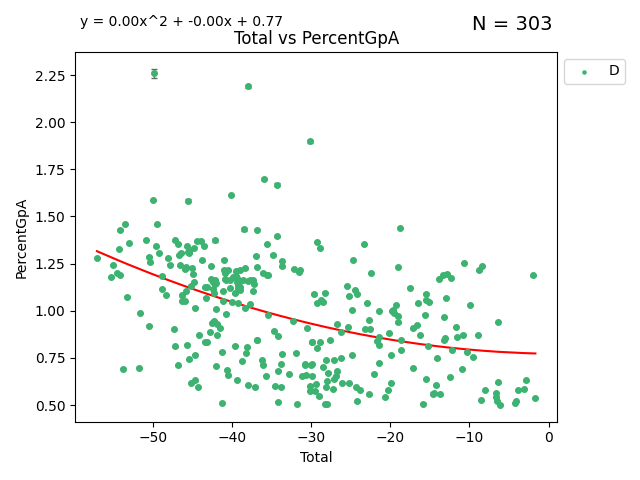 y = 0.00x^2 + -0.00x + 0.77
N = 303
Total vs PercentGpA
D
PercentGpA
2.25
2.00
1.75
1.50
1.25
1.00
0.75
0.50
−50 −40 −30 −20 −10 0
Total